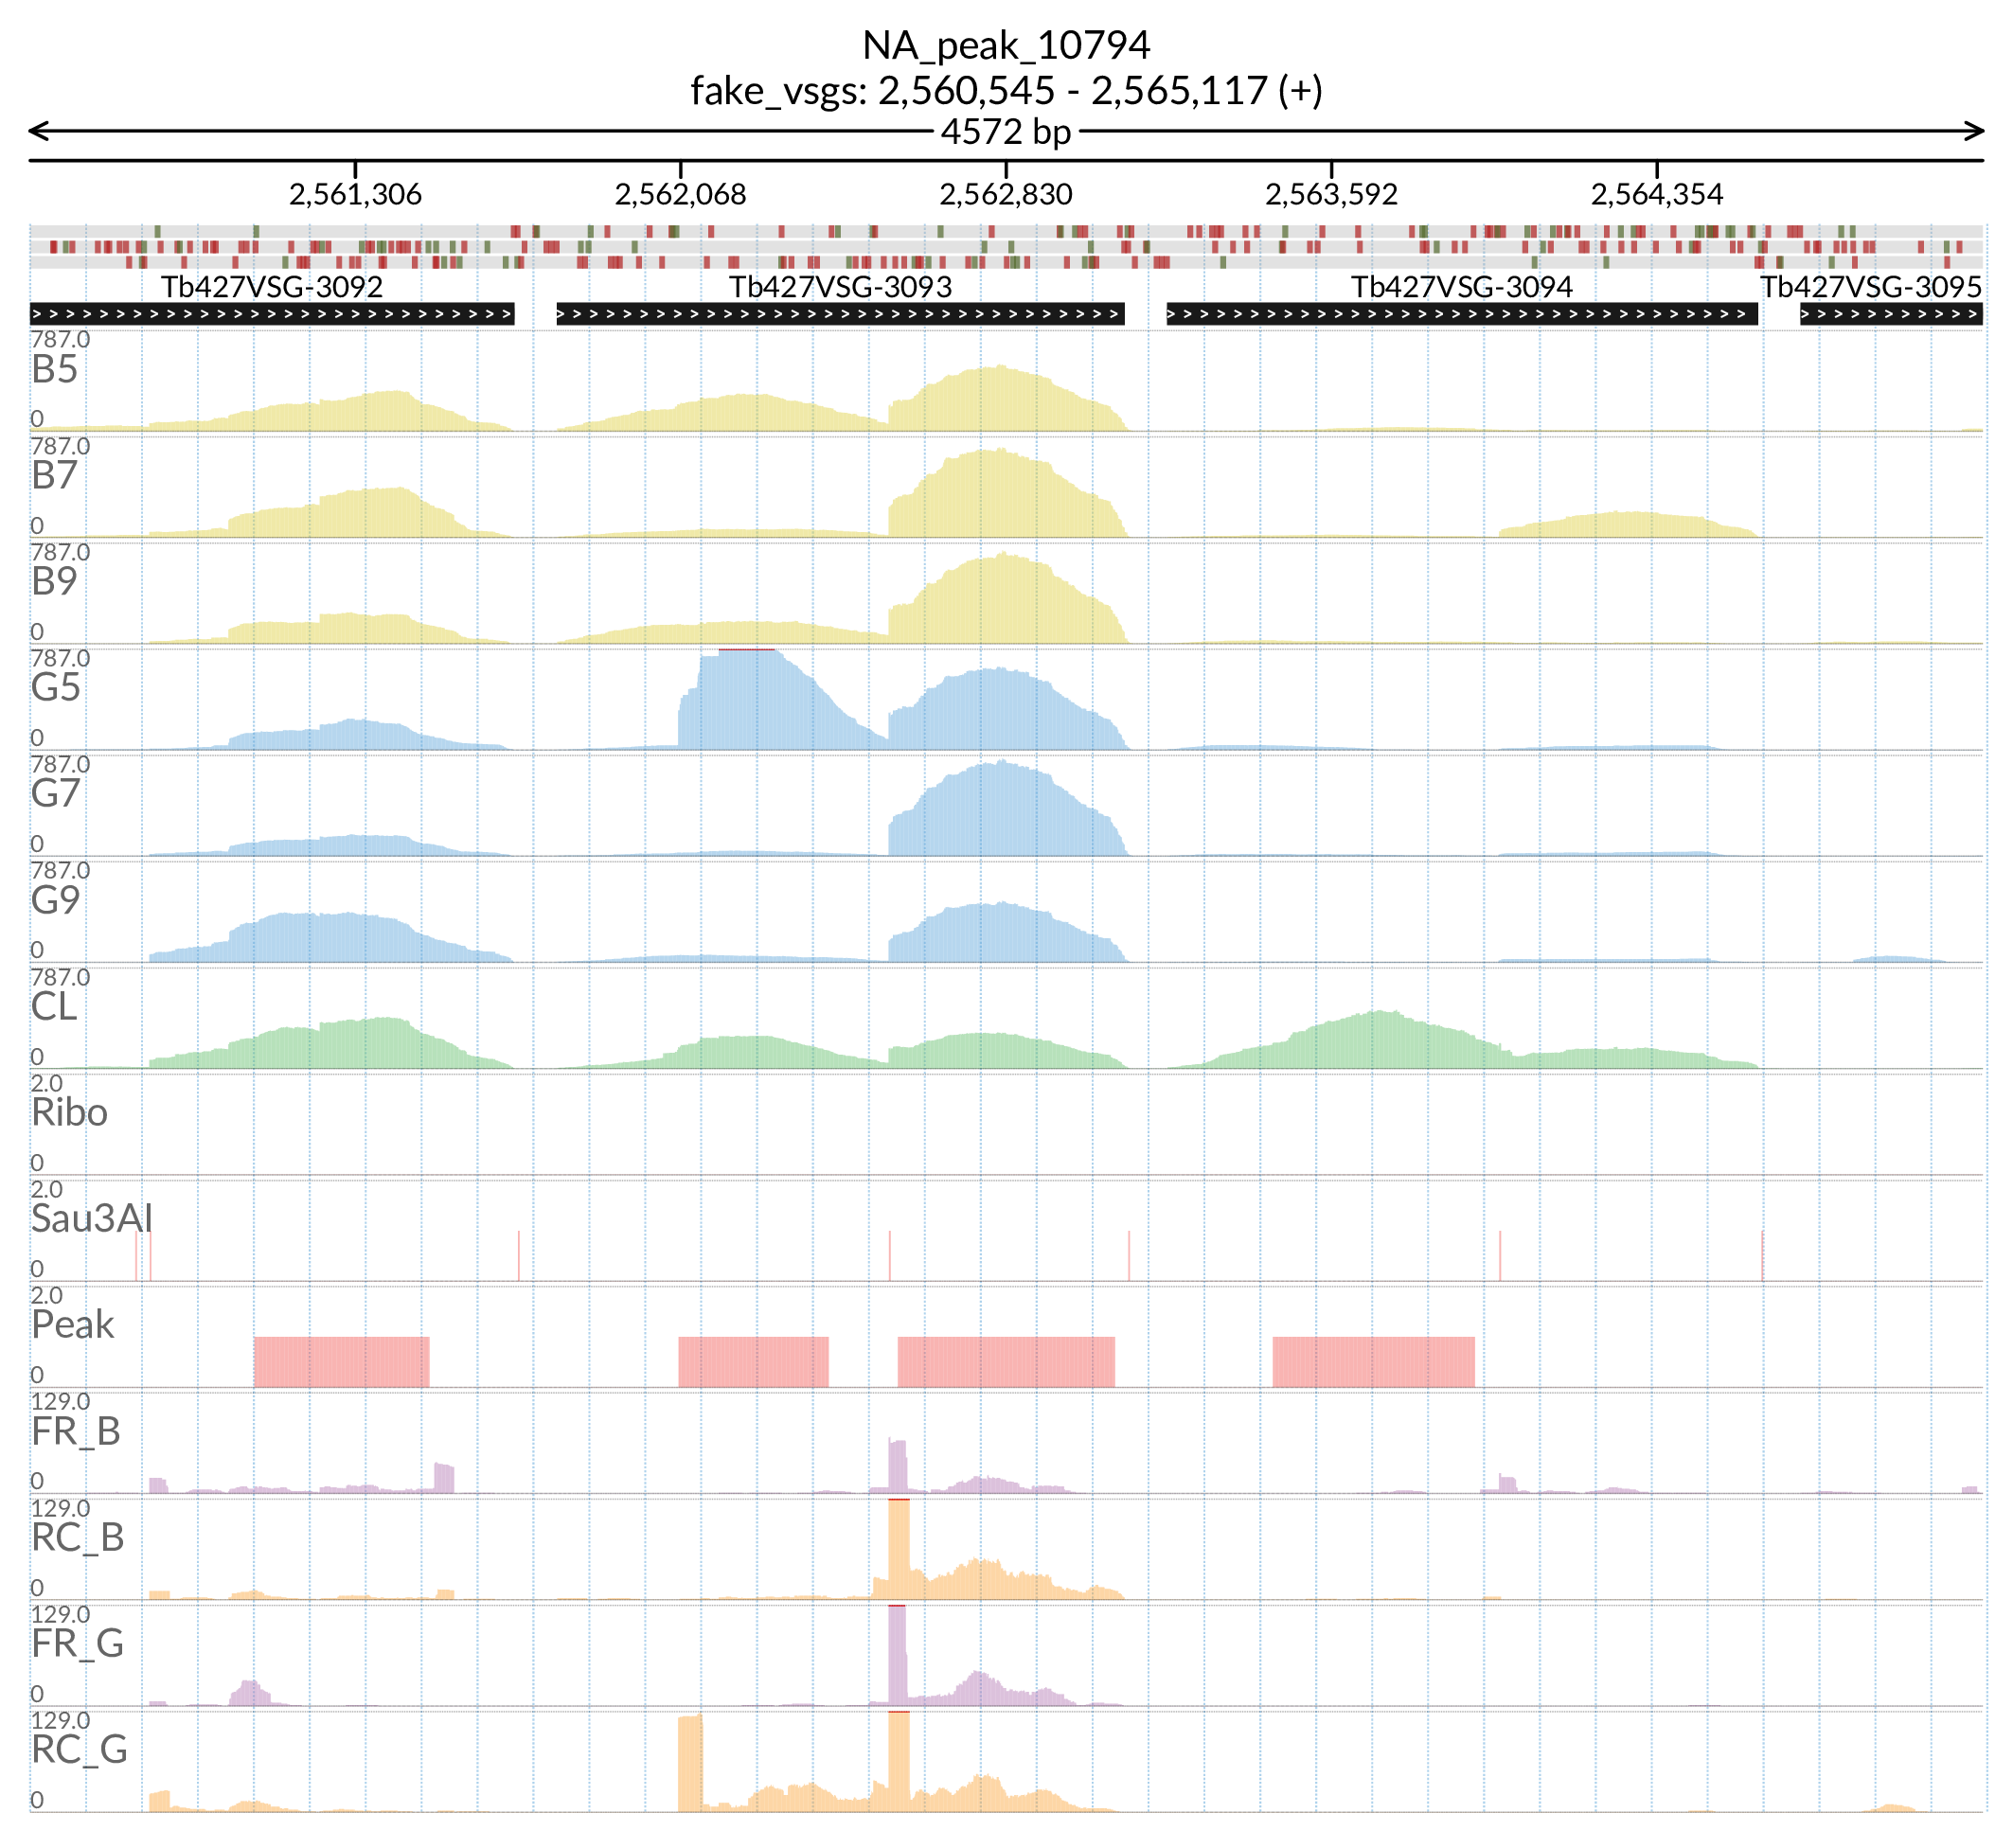 NA_peak_10794
fake_vsgs: 2,560,545 - 2,565,117 (+)
4572 bp
2,561,306 2,562,068 2,562,830 2,563,592 2,564,354
Tb427VSG-3092 Tb427VSG-3093 Tb427VSG-3094 Tb427VSG-3095
787.0
B5
0
787.0
B7
0
787.0
B9
0
787.0
G5
0
787.0
G7
0
787.0
G9
0
787.0
CL
0
2.0
Ribo
0
2.0
Sau3AI
0
2.0
Peak
0
129.0
FR_B
0
129.0
RC_B
0
129.0
FR_G
0
129.0
RC_G
0